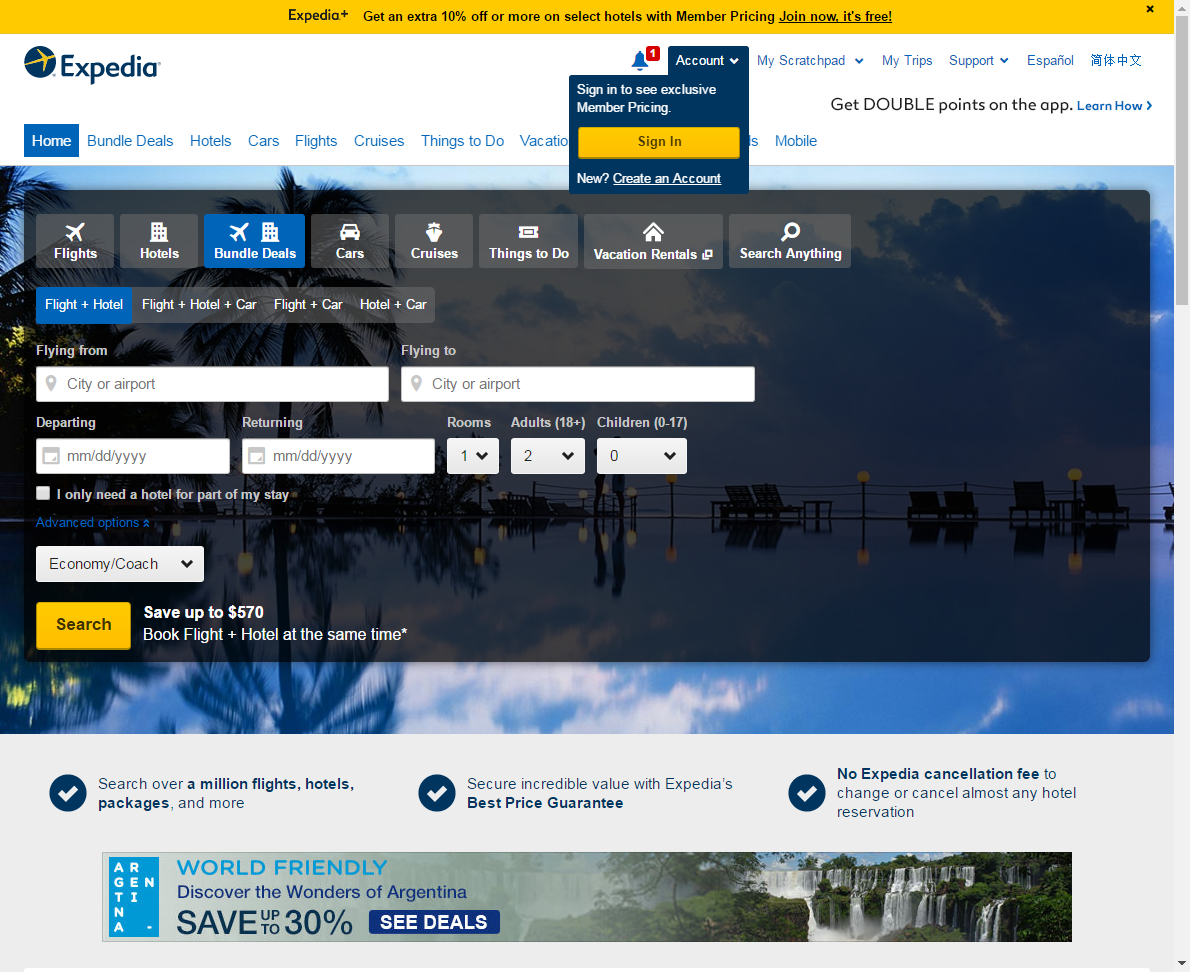 Expedia+ Get an extra 10% off or more on select hotels with Member Pricing Join now, it's free!
Expedia
1
Account
My Scratchpad
My Trips
Support
Español
简体中文
Sign in to see exclusive
Member Pricing.
Sign In
New? Create an Account
Get DOUBLE points on the app. Learn How
Home
Bundle Deals
Hotels
Cars
Flights
Cruises
Things to Do
Mobile
Flights
Hotels
Bundle Deals
Cars
Cruises
Things to Do
Vacation Rentals
Search Anything
Flight + Hotel
Flight + Hotel + Car
Flight + Car
Hotel + Car
Flying from
Flying to
City or airport
City or airport
Departing
Returning
Rooms
Adults (18+)
Children (0-17)
mm/dd/yyyy
mm/dd/yyyy
1
2
0
I only need a hotel for part of my stay
Advanced options
Economy/Coach
Search
Save up to $570
Book Flight + Hotel at the same time*
Search over a million flights, hotels,
packages, and more
Secure incredible value with Expedia's
Best Price Guarantee
No Expedia cancellation fee to
change or cancel almost any hotel
reservation
ARGENTINA
WORLD FRIENDLY
Discover the Wonders of Argentina
SAVE UP TO 30% SEE DEALS